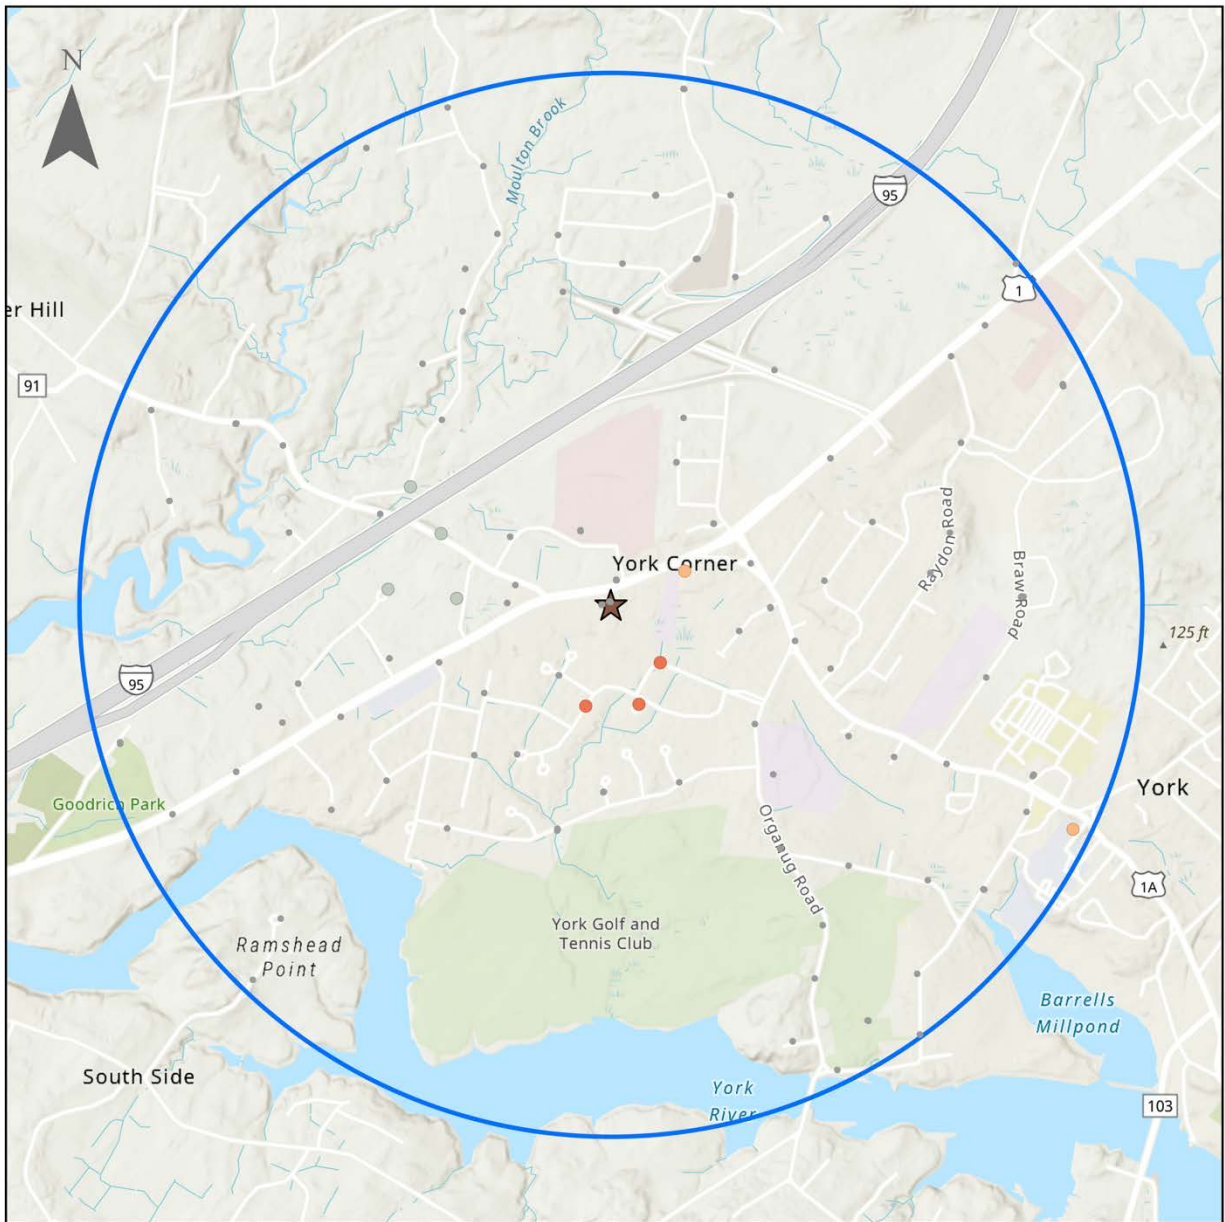 N
Moulton Brook
95
1
er Hill
91
York Corner
Raydon Road
Braw Road
125 ft
95
Goodrich Park
York
Organug Road
1A
York Golf and
Tennis Club
Ramshead
Point
Barrells
Millpond
South Side
York
River
103